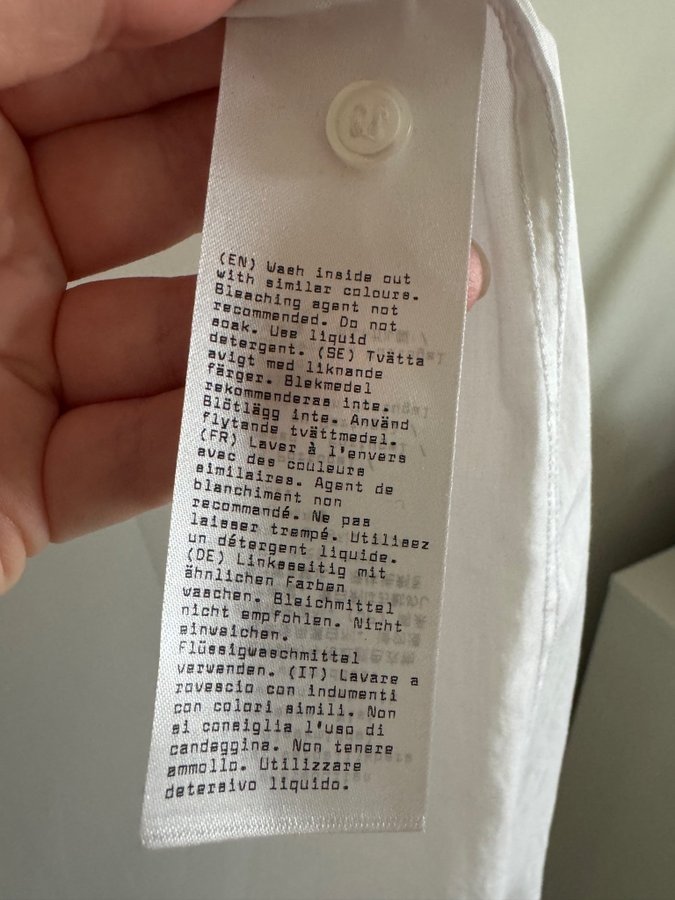 (EN) Wash inside out
with similar colours.
Bleaching agent not
recommended. Do not
soak. Use liquid
detergent. (SE) Tvätta
avigt med liknande
färger. Blekmedel
rekommenderas inte.
Blötlägg inte. Använd
flytande tvättmedel.
(FR) Laver à l'envers
avec des couleurs
similaires. Agent de
blanchiment non
recommandé. Ne pas
laisser trempé. Utilisez
un détergent liquide.
(DE) Linksseitig mit
ähnlichen Farben
waschen. Bleichmittel
nicht empfohlen. Nicht
einweichen.
Flüssigwaschmittel
verwenden. (IT) Lavare a
rovescio con indumenti
con colori simili. Non
si consiglia l'uso di
candeggina. Non tenere
ammollo. Utilizzare
detersivo liquido.